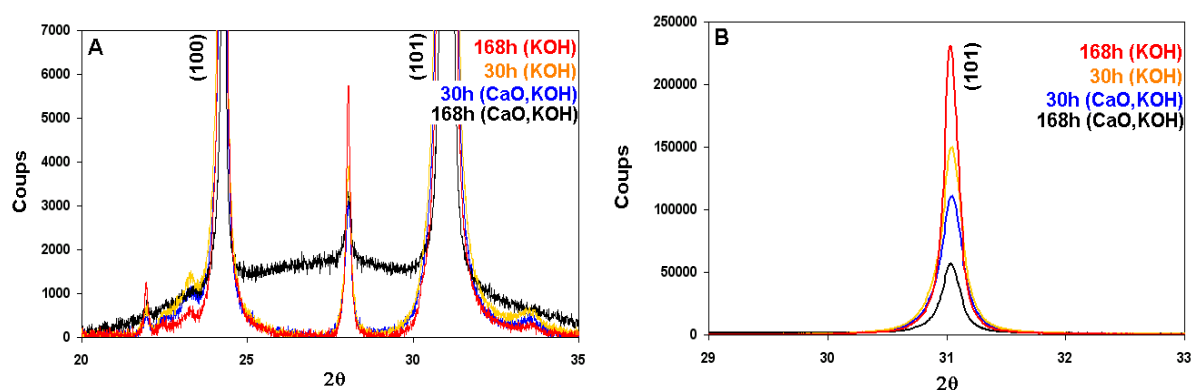 A
7000
6000
5000
4000
3000
2000
1000
0
20
25
30
35
Coups
2θ
(100)
(101)
168h (KOH)
30h (KOH)
30h (CaO,KOH)
168h (CaO,KOH)
B
250000
200000
150000
100000
50000
0
29
30
31
32
33
Coups
2θ
(101)
168h (KOH)
30h (KOH)
30h (CaO,KOH)
168h (CaO,KOH)